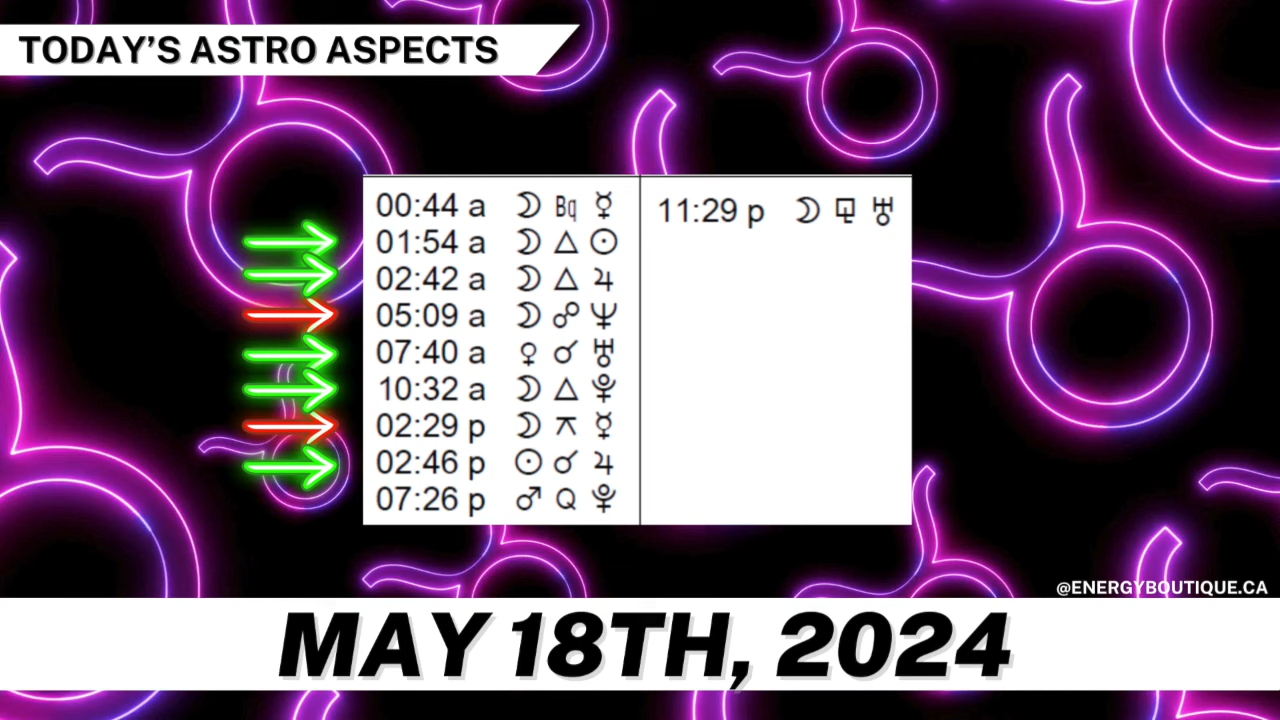 TODAY'S ASTRO ASPECTS
00:44 a ☽ Bq ☿
01:54 a ☽ △ ☉
02:42 a ☽ △ ♃
05:09 a ☽ ☍ ♆
07:40 a ♀ ☌ ♅
10:32 a ☽ △ ♇
02:29 p ☽ ⚻ ☿
02:46 p ☉ ☌ ♃
07:26 p ♂ Q ♇
11:29 p ☽ ⚼ ♅
@ENERGYBOUTIQUE.CA
MAY 18TH, 2024